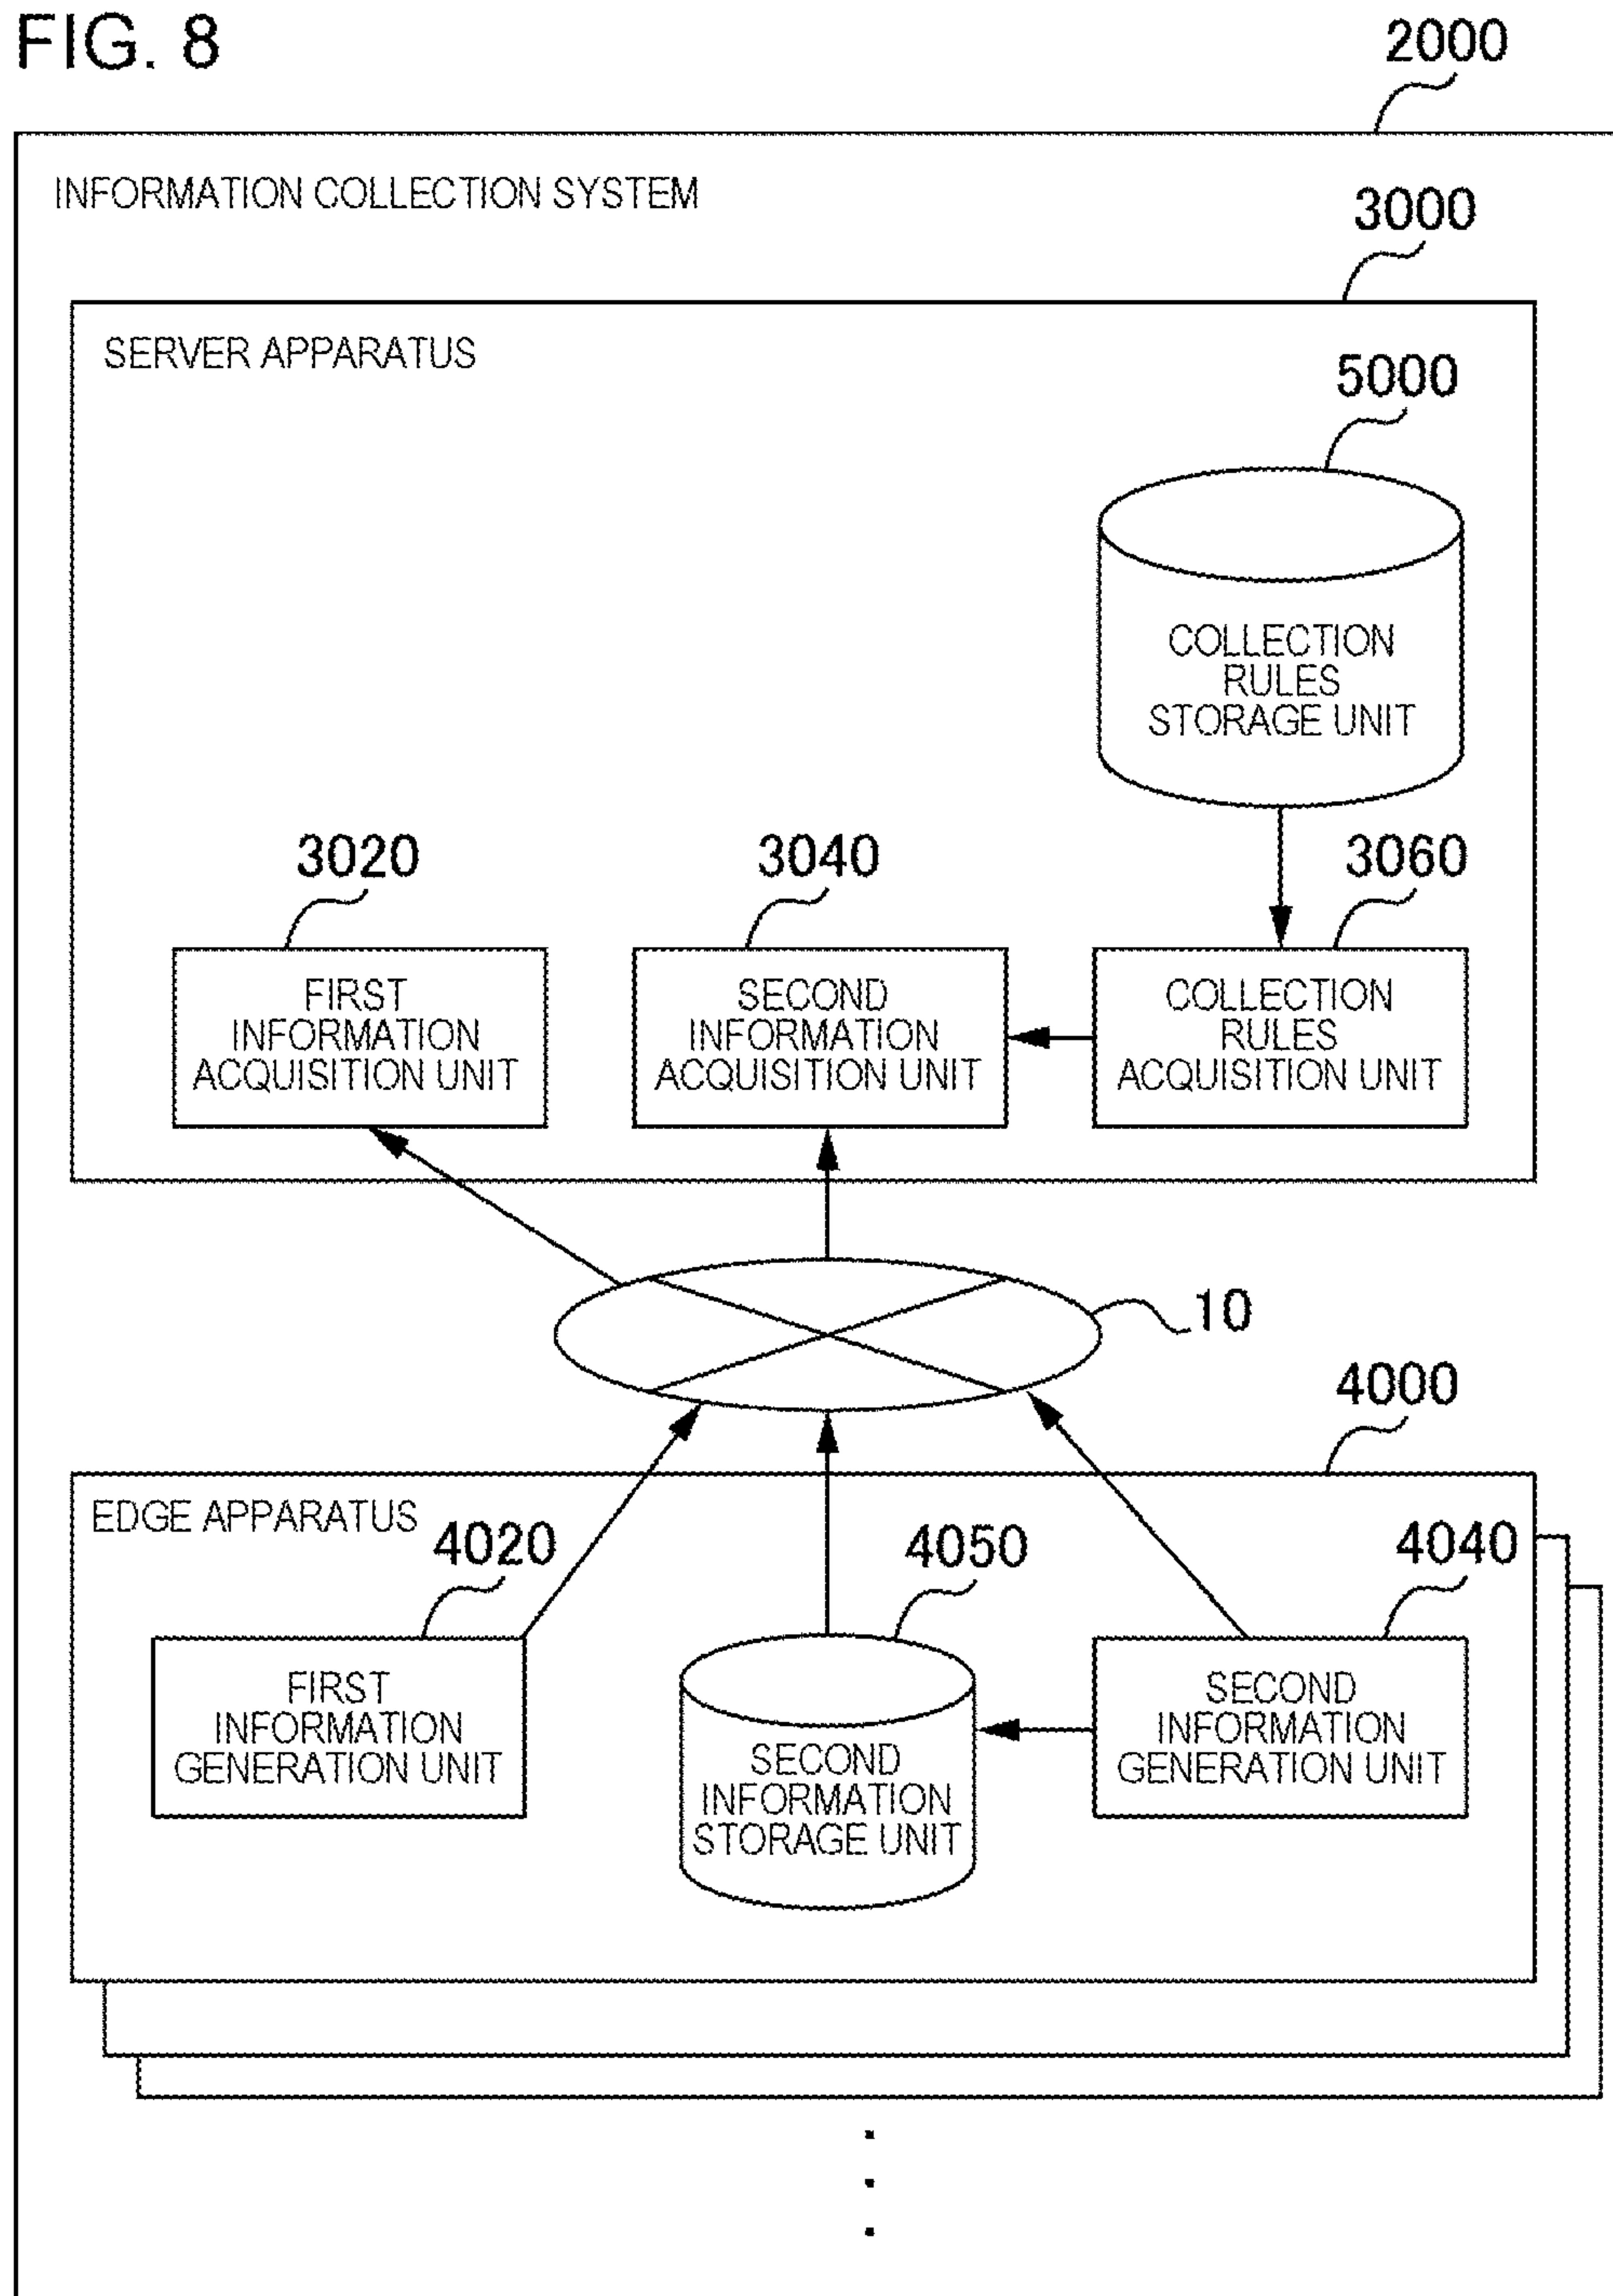 FIG. 8
2000
INFORMATION COLLECTION SYSTEM
3000
SERVER APPARATUS
5000
COLLECTION
RULES
STORAGE UNIT
3020
3040
3060
FIRST
INFORMATION
ACQUISITION UNIT
SECOND
INFORMATION
ACQUISITION UNIT
COLLECTION
RULES
ACQUISITION UNIT
10
4000
EDGE APPARATUS
4020
4050
4040
FIRST
INFORMATION
GENERATION UNIT
SECOND
INFORMATION
STORAGE UNIT
SECOND
INFORMATION
GENERATION UNIT